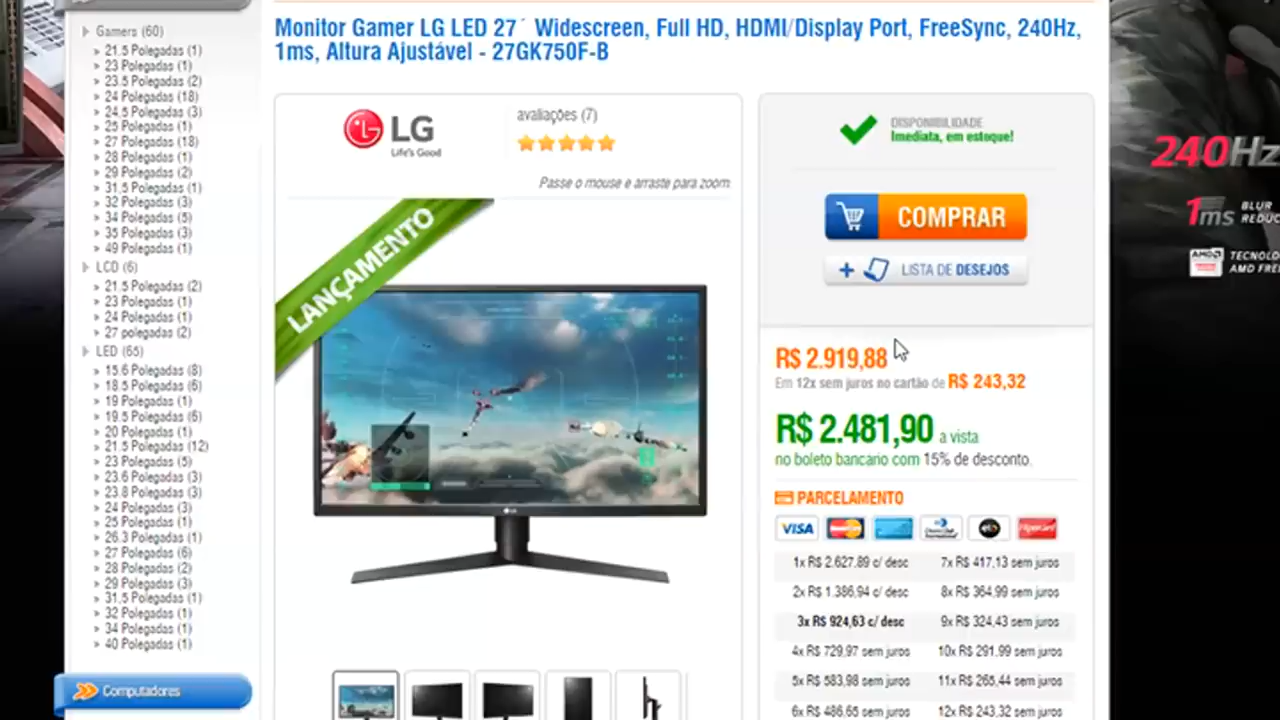 Gamers (60)
21.5 Polegadas (1)
23 Polegadas (1)
23.5 Polegadas (2)
24 Polegadas (18)
24.5 Polegadas (3)
25 Polegadas (1)
27 Polegadas (18)
28 Polegadas (1)
29 Polegadas (2)
31.5 Polegadas (1)
32 Polegadas (3)
34 Polegadas (5)
35 Polegadas (3)
49 Polegadas (1)
LCD (6)
21.5 Polegadas (2)
23 Polegadas (1)
24 Polegadas (1)
27 polegadas (2)
LED (65)
15.6 Polegadas (8)
18.5 Polegadas (6)
19 Polegadas (1)
19.5 Polegadas (6)
20 Polegadas (1)
21.5 Polegadas (12)
23 Polegadas (5)
23.6 Polegadas (3)
23.8 Polegadas (3)
24 Polegadas (3)
25 Polegadas (1)
26.3 Polegadas (1)
27 Polegadas (6)
28 Polegadas (2)
29 Polegadas (3)
31.5 Polegadas (1)
32 Polegadas (1)
34 Polegadas (1)
40 Polegadas (1)
Computadores
Monitor Gamer LG LED 27´ Widescreen, Full HD, HDMI/Display Port, FreeSync, 240Hz,
1ms, Altura Ajustável - 27GK750F-B
LG
Life's Good
avaliações (7)
Passe o mouse e arraste para zoom
LANÇAMENTO
LG
DISPONIBILIDADE
Imediata, em estoque!
COMPRAR
+ LISTA DE DESEJOS
R$ 2.919,88
Em 12x sem juros no cartão de R$ 243,32
R$ 2.481,90 a vista
no boleto bancario com 15% de desconto.
PARCELAMENTO
VISA
1x R$ 2.627,89 c/ desc 7x R$ 417,13 sem juros
2x R$ 1.386,94 c/ desc 8x R$ 364,99 sem juros
3x R$ 924,63 c/ desc 9x R$ 324,43 sem juros
4x R$ 729,97 sem juros 10x R$ 291,99 sem juros
5x R$ 583,98 sem juros 11x R$ 265,44 sem juros
6x R$ 486,65 sem juros 12x R$ 243,32 sem juros
240Hz
1ms BLUR
REDUC
AMD TECNOLO
AMD FREE